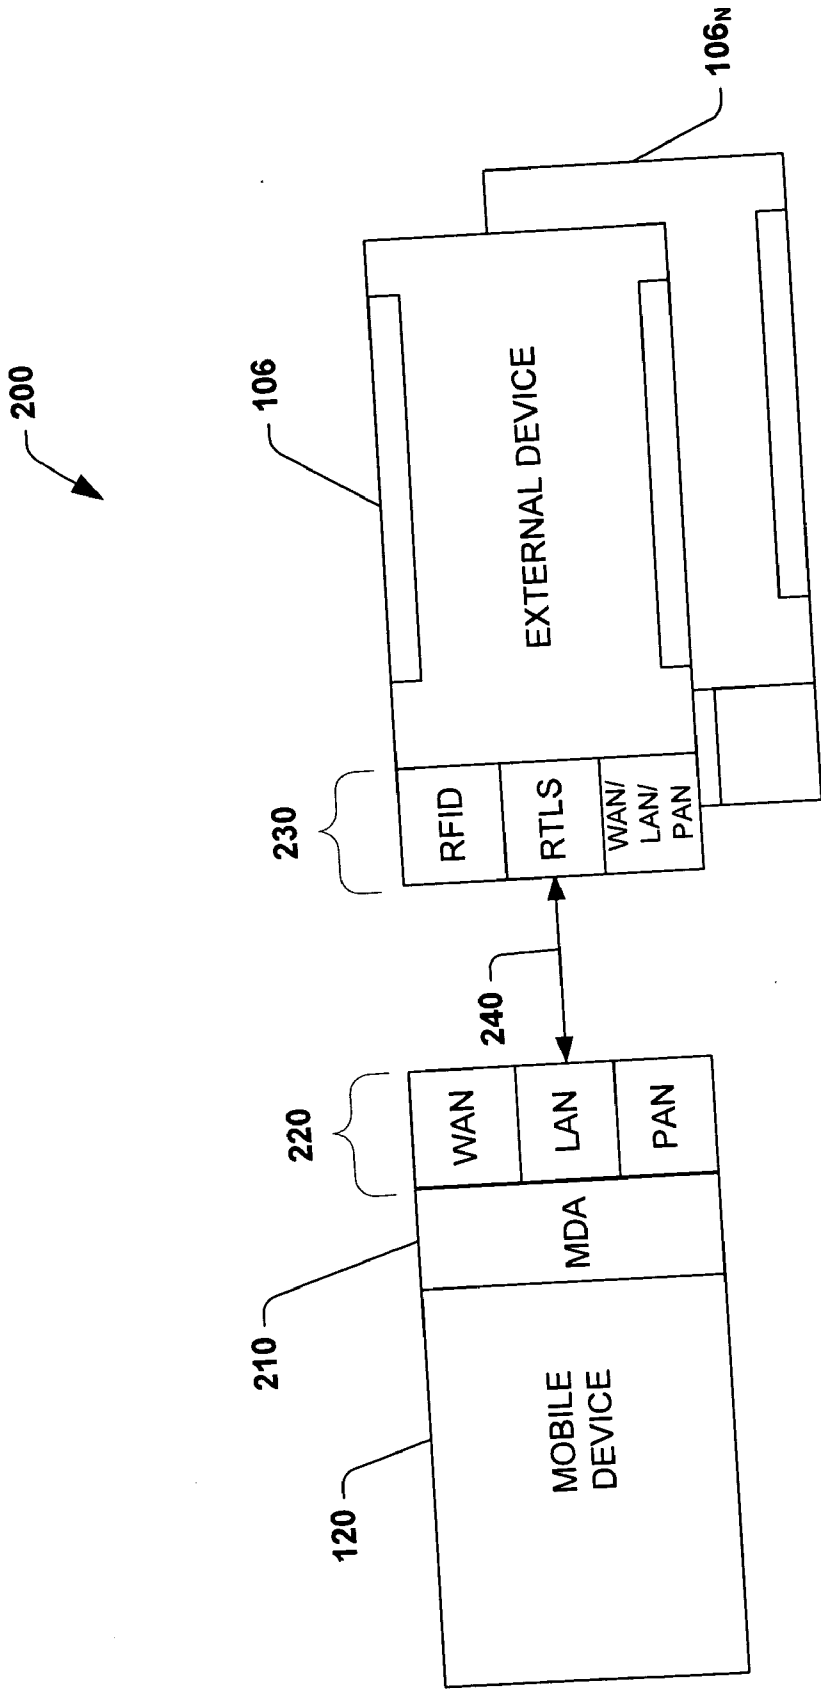 200
120
210
220
240
230
106
106N
MOBILE
DEVICE
MDA
WAN
LAN
PAN
RFID
RTLS
WAN/
LAN/
PAN
EXTERNAL DEVICE